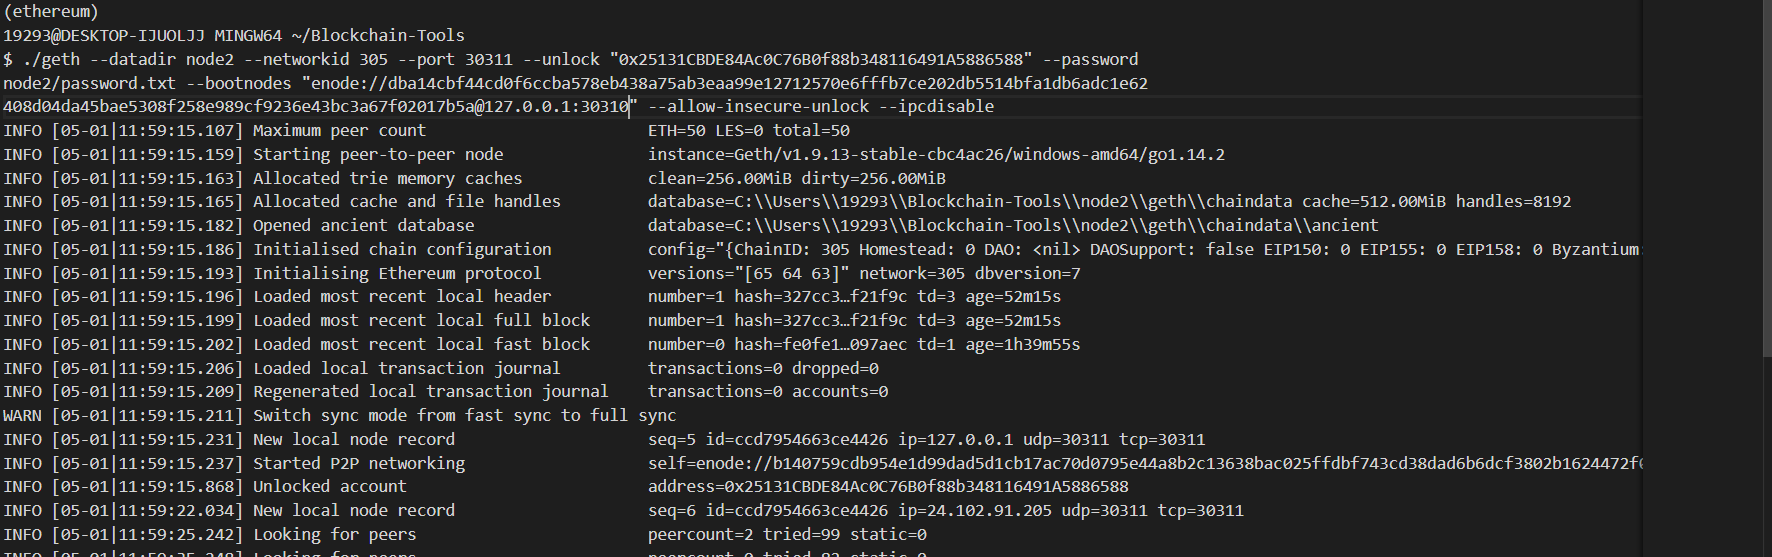 (ethereum)
19293@DESKTOP-IJUOLJJ MINGW64 ~/Blockchain-Tools
$ ./geth --datadir node2 --networkid 305 --port 30311 --unlock "0x25131CBDE84Ac0C76B0f88b348116491A5886588" --password
node2/password.txt --bootnodes "enode://dba14cbf44cd0f6ccba578eb438a75ab3eaa99e12712570e6fffb7ce202db5514bfa1db6adc1e62
408d04da45bae5308f258e989cf9236e43bc3a67f02017b5a@127.0.0.1:30310" --allow-insecure-unlock --ipcdisable
INFO [05-01|11:59:15.107] Maximum peer count                       ETH=50 LES=0 total=50
INFO [05-01|11:59:15.159] Starting peer-to-peer node               instance=Geth/v1.9.13-stable-cbc4ac26/windows-amd64/go1.14.2
INFO [05-01|11:59:15.163] Allocated trie memory caches             clean=256.00MiB dirty=256.00MiB
INFO [05-01|11:59:15.165] Allocated cache and file handles         database=C:\\Users\\19293\\Blockchain-Tools\\node2\\geth\\chaindata cache=512.00MiB handles=8192
INFO [05-01|11:59:15.182] Opened ancient database                  database=C:\\Users\\19293\\Blockchain-Tools\\node2\\geth\\chaindata\\ancient
INFO [05-01|11:59:15.186] Initialised chain configuration          config="{ChainID: 305 Homestead: 0 DAO: <nil> DAOSupport: false EIP150: 0 EIP155: 0 EIP158: 0 Byzantium:
INFO [05-01|11:59:15.193] Initialising Ethereum protocol           versions="[65 64 63]" network=305 dbversion=7
INFO [05-01|11:59:15.196] Loaded most recent local header          number=1 hash=327cc3…f21f9c td=3 age=52m15s
INFO [05-01|11:59:15.199] Loaded most recent local full block      number=1 hash=327cc3…f21f9c td=3 age=52m15s
INFO [05-01|11:59:15.202] Loaded most recent local fast block      number=0 hash=fe0fe1…097aec td=1 age=1h39m55s
INFO [05-01|11:59:15.206] Loaded local transaction journal         transactions=0 dropped=0
INFO [05-01|11:59:15.209] Regenerated local transaction journal    transactions=0 accounts=0
WARN [05-01|11:59:15.211] Switch sync mode from fast sync to full sync
INFO [05-01|11:59:15.231] New local node record                    seq=5 id=ccd7954663ce4426 ip=127.0.0.1 udp=30311 tcp=30311
INFO [05-01|11:59:15.237] Started P2P networking                   self=enode://b140759cdb954e1d99dad5d1cb17ac70d0795e44a8b2c13638bac025ffdbf743cd38dad6b6dcf3802b1624472f
INFO [05-01|11:59:15.868] Unlocked account                         address=0x25131CBDE84Ac0C76B0f88b348116491A5886588
INFO [05-01|11:59:22.034] New local node record                    seq=6 id=ccd7954663ce4426 ip=24.102.91.205 udp=30311 tcp=30311
INFO [05-01|11:59:25.242] Looking for peers                        peercount=2 tried=99 static=0